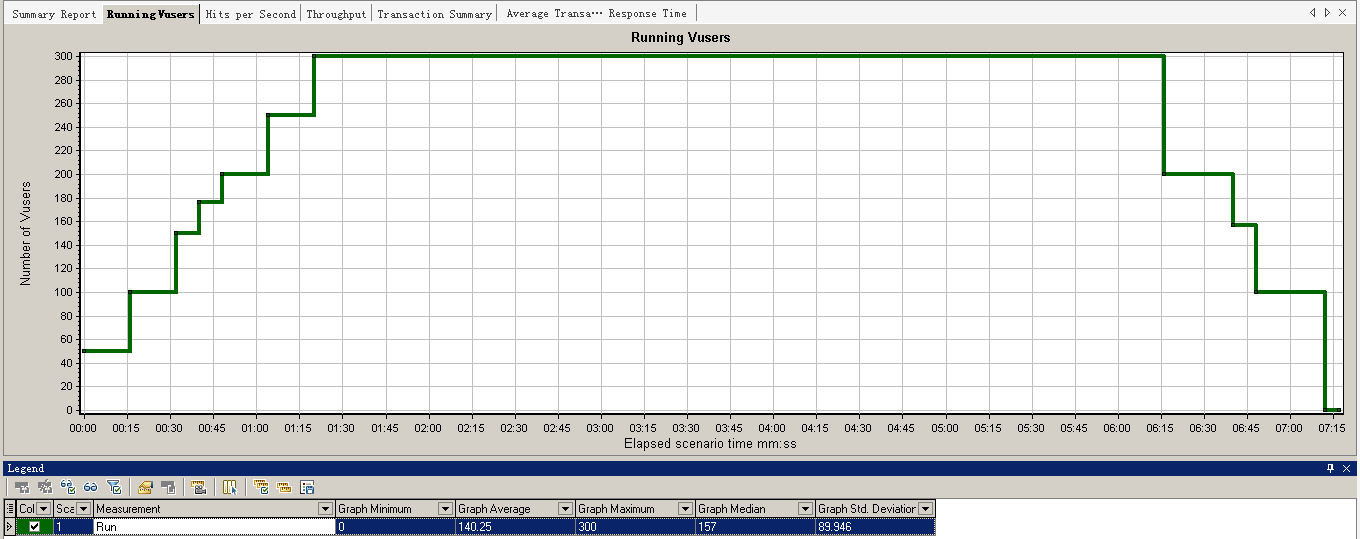 Summary Report Running Vusers Hits per Second Throughput Transaction Summary Average Transa··· Response Time
Running Vusers
300
280
260
240
220
200
180
160
140
120
100
80
60
40
20
0
Number of Vusers
00:00 00:15 00:30 00:45 01:00 01:15 01:30 01:45 02:00 02:15 02:30 02:45 03:00 03:15 03:30 03:45 04:00 04:15 04:30 04:45 05:00 05:15 05:30 05:45 06:00 06:15 06:30 06:45 07:00 07:15
Elapsed scenario time mm:ss
Legend
Col Sca Measurement Graph Minimum Graph Average Graph Maximum Graph Median Graph Std. Deviation
1 Run 0 140.25 300 157 89.946